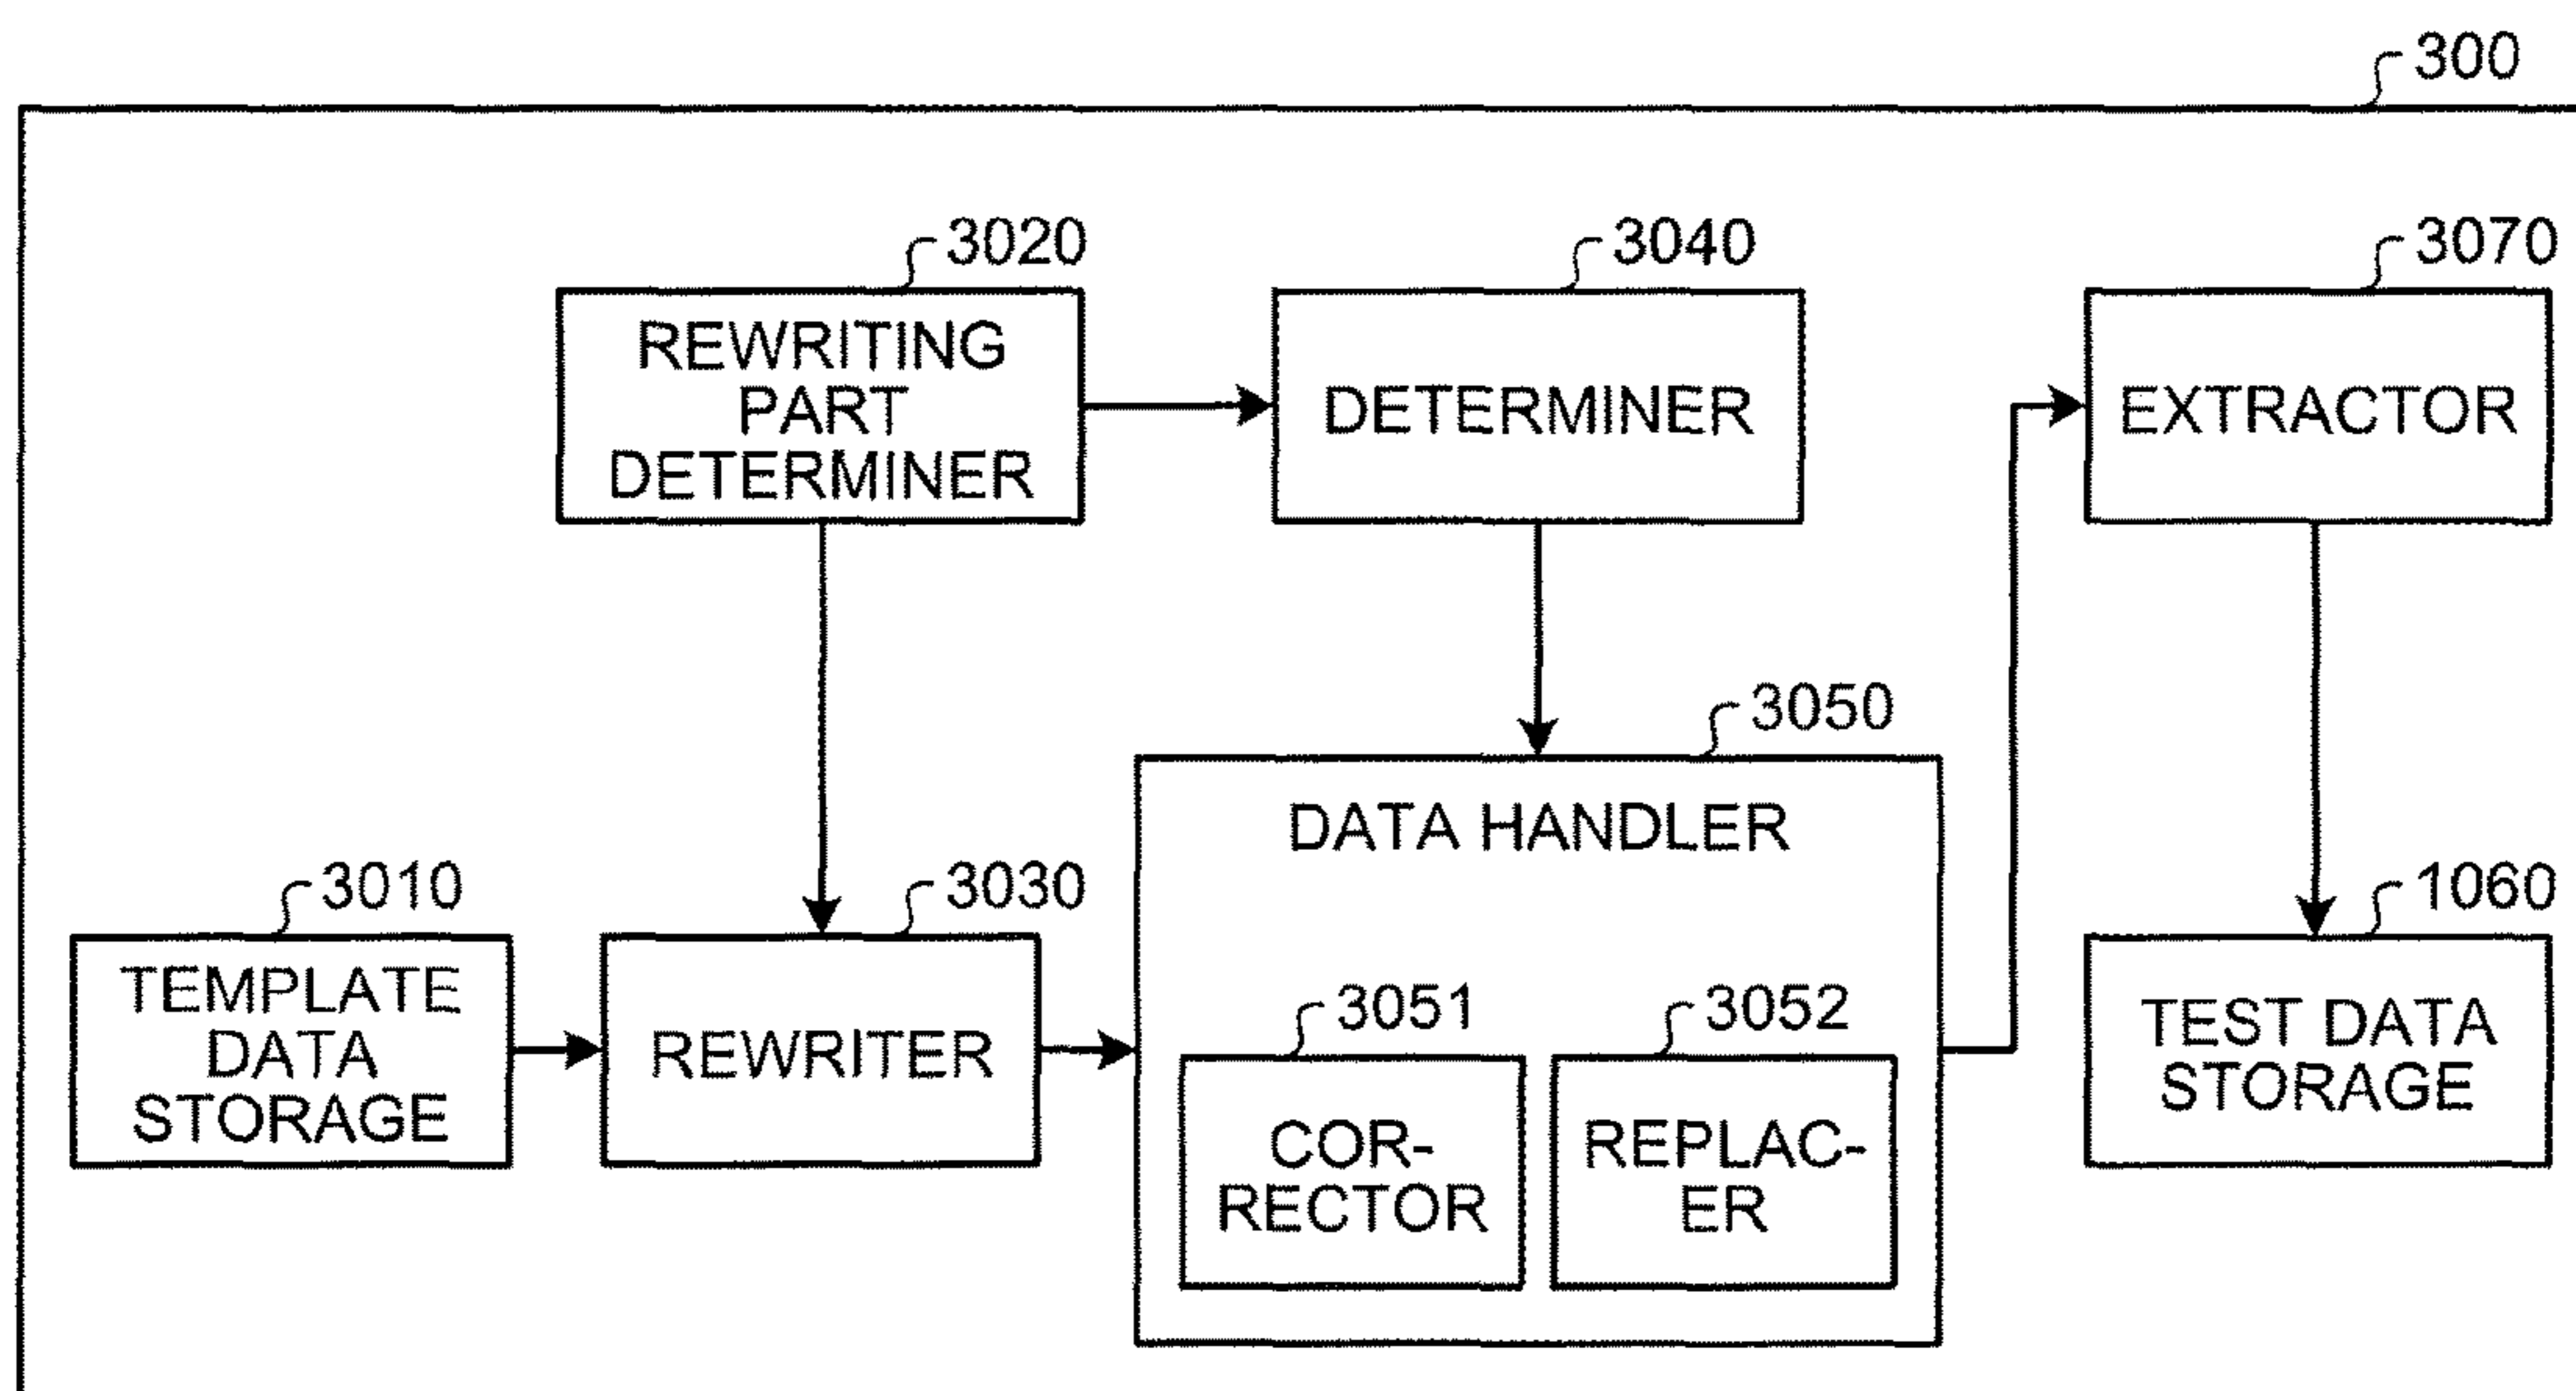 300
3020
3040
3070
REWRITING
PART
DETERMINER
DETERMINER
EXTRACTOR
3050
DATA HANDLER
3010
3030
1060
TEMPLATE
DATA
STORAGE
REWRITER
3051
3052
COR-
RECTOR
REPLAC-
ER
TEST DATA
STORAGE